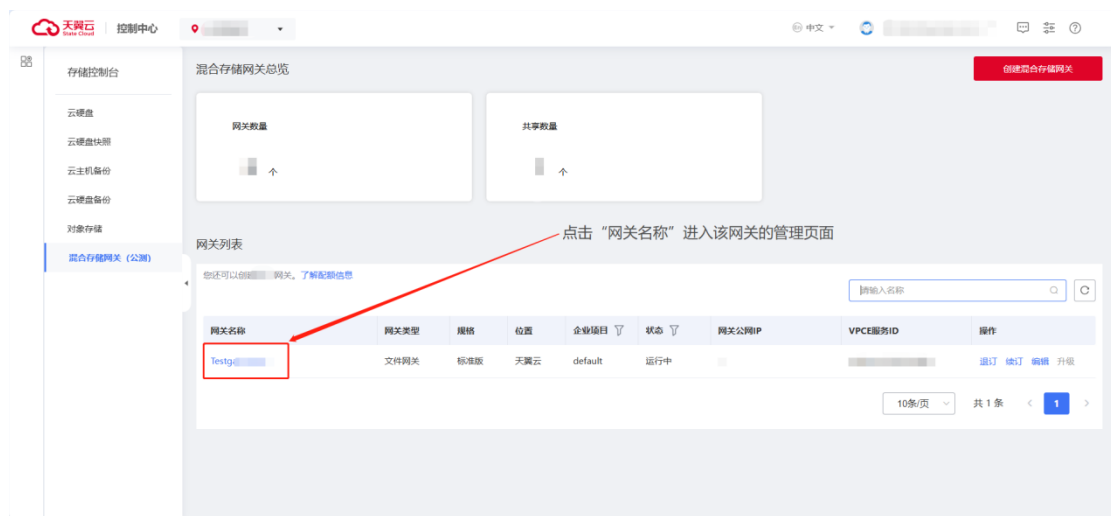 天翼云
State Cloud
控制中心
中文
存储控制台
云硬盘
云硬盘快照
云主机备份
云硬盘备份
对象存储
混合存储网关（公测）
混合存储网关总览
创建混合存储网关
网关数量
个
共享数量
个
点击“网关名称”进入该网关的管理页面
网关列表
您还可以创建 网关。了解配额信息
请输入名称
网关名称 网关类型 规格 位置 企业项目 状态 网关公网IP VPCE服务ID 操作
Testg 文件网关 标准版 天翼云 default 运行中 退订 续订 编辑 升级
10条/页 共 1 条 1